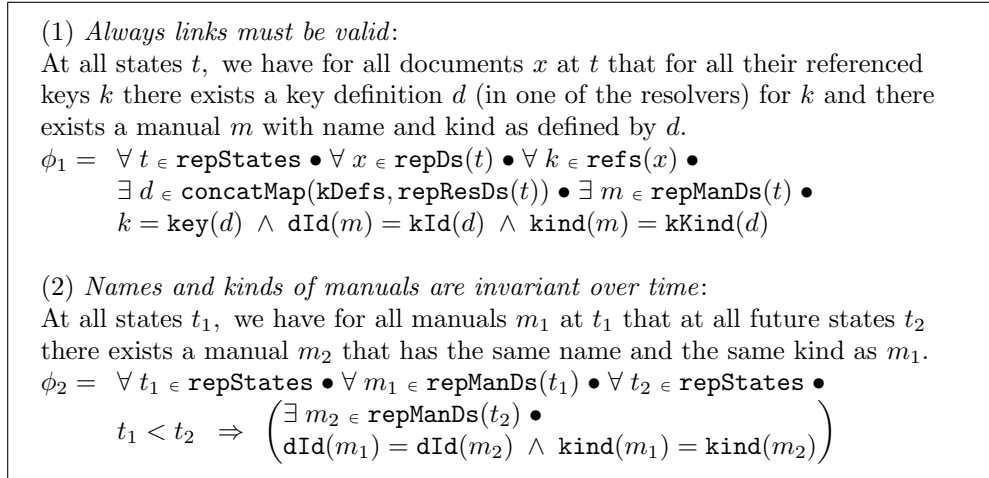 (1) Always links must be valid:
At all states t, we have for all documents x at t that for all their referenced
keys k there exists a key definition d (in one of the resolvers) for k and there
exists a manual m with name and kind as defined by d.
ϕ₁ = ∀ t ∈ repStates • ∀ x ∈ repDs(t) • ∀ k ∈ refs(x) •
∃ d ∈ concatMap(kDefs, repResDs(t)) • ∃ m ∈ repManDs(t) •
k = key(d) ∧ dId(m) = kId(d) ∧ kind(m) = kKind(d)
(2) Names and kinds of manuals are invariant over time:
At all states t₁, we have for all manuals m₁ at t₁ that at all future states t₂
there exists a manual m₂ that has the same name and the same kind as m₁.
ϕ₂ = ∀ t₁ ∈ repStates • ∀ m₁ ∈ repManDs(t₁) • ∀ t₂ ∈ repStates •
t₁ < t₂ ⇒ (∃ m₂ ∈ repManDs(t₂) •
dId(m₁) = dId(m₂) ∧ kind(m₁) = kind(m₂))